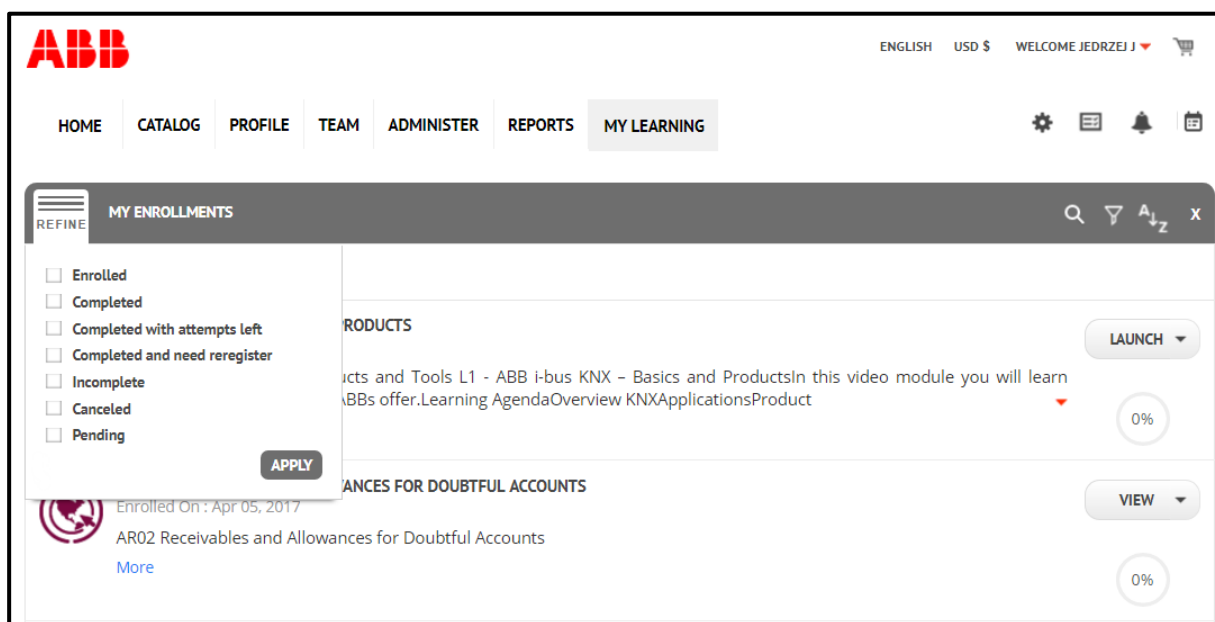 ABB
ENGLISH USD $ WELCOME JEDRZEJ J
HOME CATALOG PROFILE TEAM ADMINISTER REPORTS MY LEARNING
REFINE MY ENROLLMENTS A Z X
Enrolled
Completed
Completed with attempts left
Completed and need reregister
Incomplete
Canceled
Pending
APPLY
RODUCTS
LAUNCH
ucts and Tools L1 - ABB i-bus KNX – Basics and ProductsIn this video module you will learn
ABBs offer.Learning AgendaOverview KNXApplicationsProduct
0%
ANCES FOR DOUBTFUL ACCOUNTS
VIEW
Enrolled On : Apr 05, 2017
AR02 Receivables and Allowances for Doubtful Accounts
More
0%